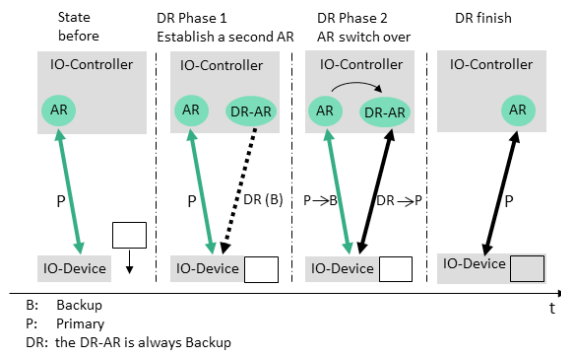 State
before
DR Phase 1
Establish a second AR
DR Phase 2
AR switch over
DR finish
IO-Controller
IO-Controller
IO-Controller
IO-Controller
AR
AR
DR-AR
AR
DR-AR
AR
P
P
DR (B)
P→B
DR →P
P
IO-Device
IO-Device
IO-Device
IO-Device
t
B: Backup
P: Primary
DR: the DR-AR is always Backup